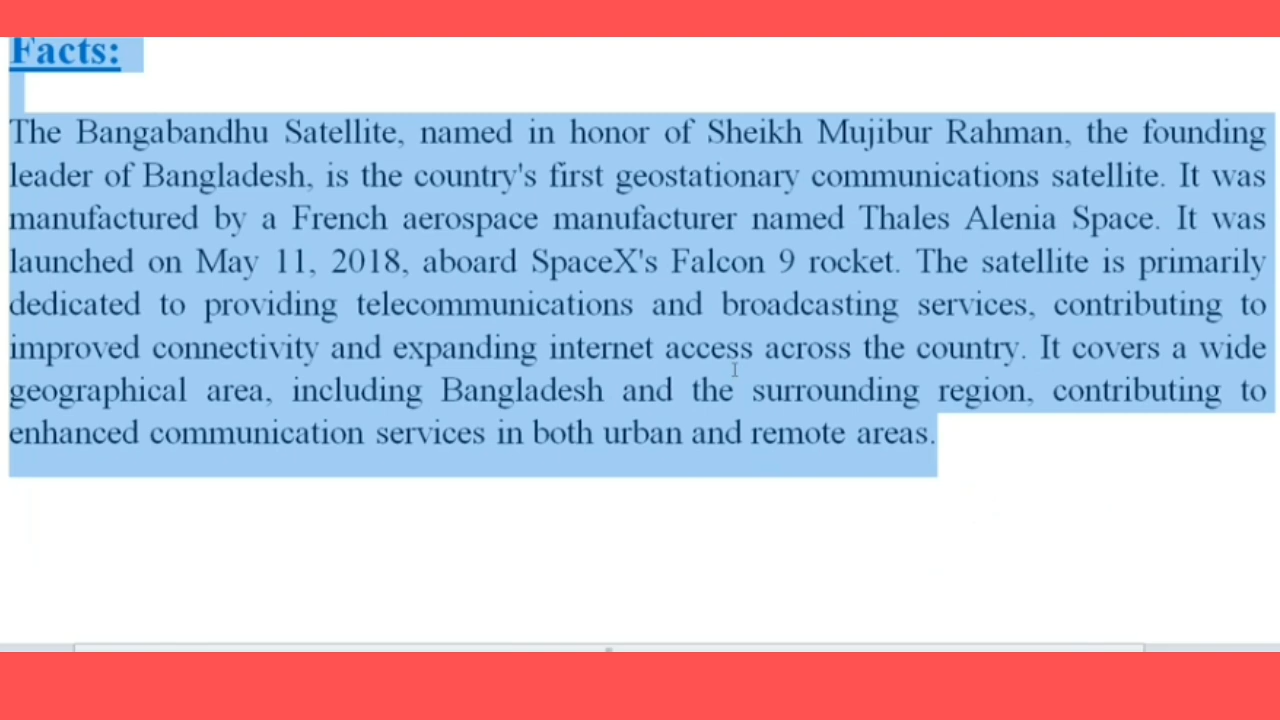 Facts:
The Bangabandhu Satellite, named in honor of Sheikh Mujibur Rahman, the founding
leader of Bangladesh, is the country's first geostationary communications satellite. It was
manufactured by a French aerospace manufacturer named Thales Alenia Space. It was
launched on May 11, 2018, aboard SpaceX's Falcon 9 rocket. The satellite is primarily
dedicated to providing telecommunications and broadcasting services, contributing to
improved connectivity and expanding internet access across the country. It covers a wide
geographical area, including Bangladesh and the surrounding region, contributing to
enhanced communication services in both urban and remote areas.